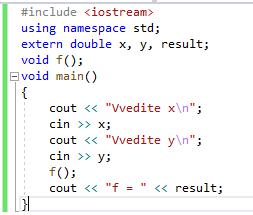 #include <iostream>
using namespace std;
extern double x, y, result;
void f();
void main()
{
cout << "Vvedite x\n";
cin >> x;
cout << "Vvedite y\n";
cin >> y;
f();
cout << "f = " << result;
}